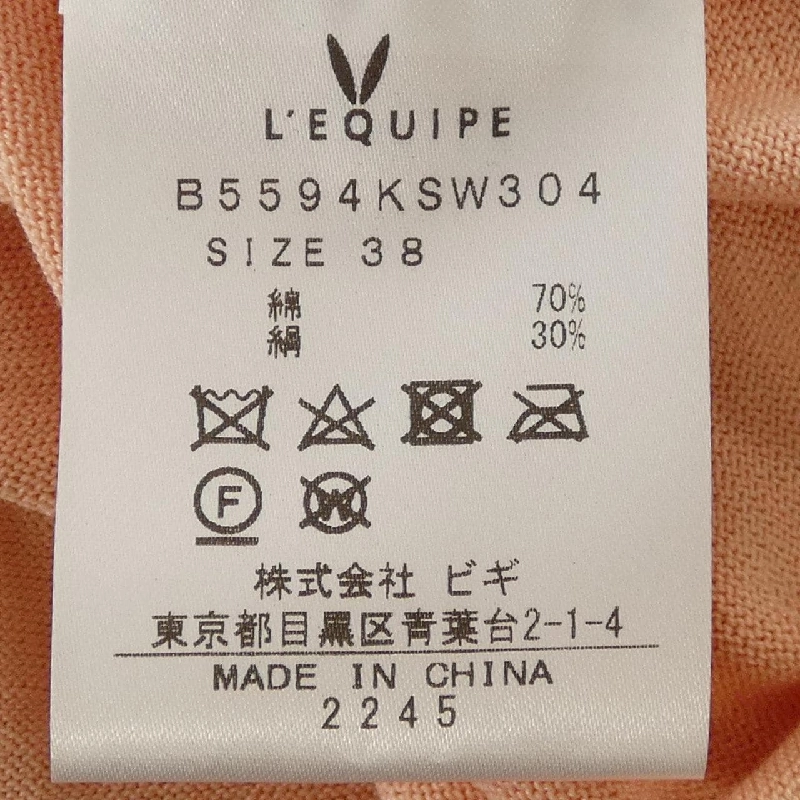 L'EQUIPE
B5594KSW304
SIZE 38
綿 70%
絹 30%
F
W
株式会社 ビギ
東京都目黒区青葉台2-1-4
MADE IN CHINA
2245